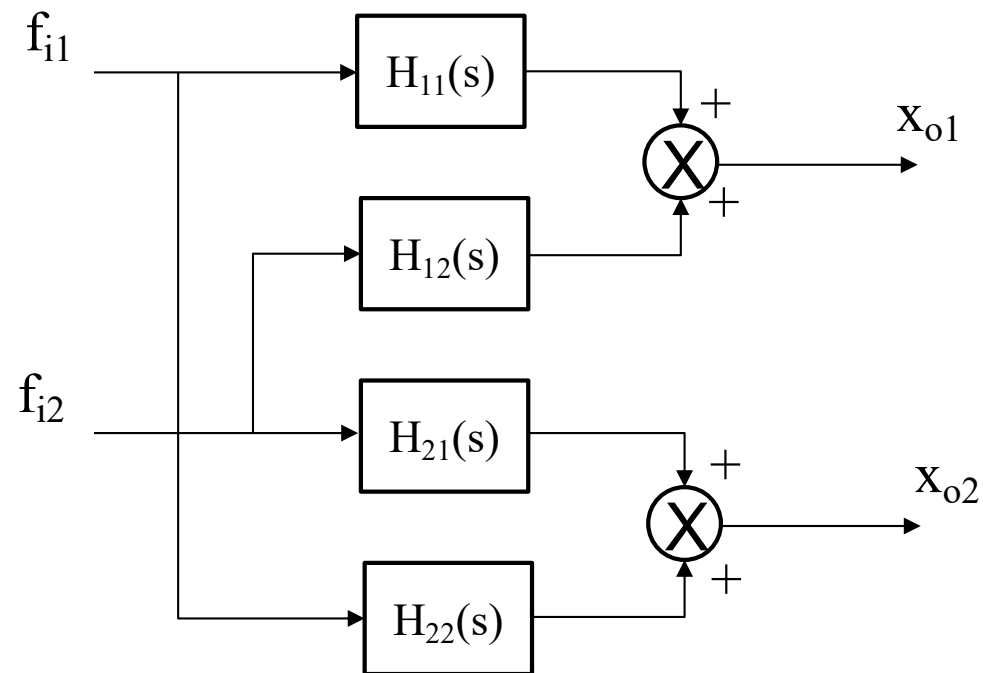 f_i1
H_11(s)
+
X
x_o1
+
H_12(s)
f_i2
H_21(s)
+
X
x_o2
+
H_22(s)